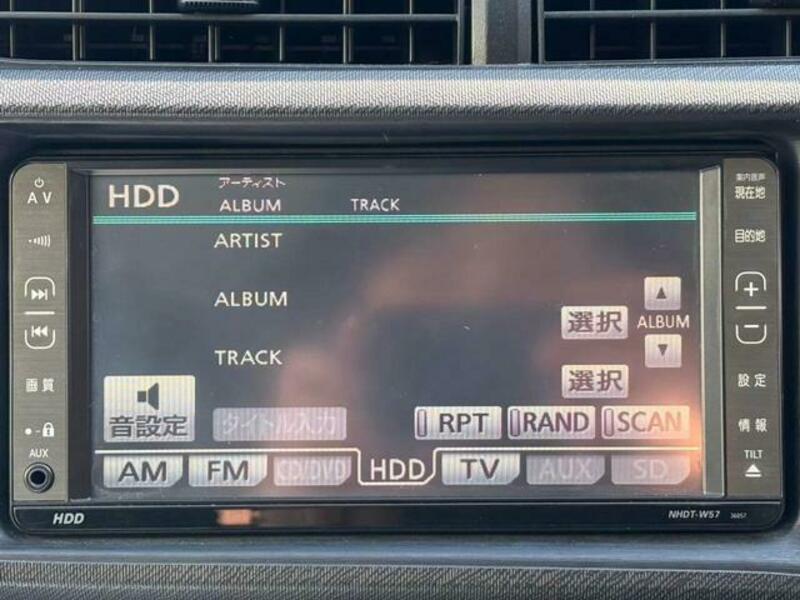 AV
画質
AUX
HDD
アーティスト
ALBUM TRACK
ARTIST
ALBUM
選択 ALBUM
TRACK
選択
音設定 タイトル入力 RPT RAND SCAN
AM FM CD/DVD HDD TV AUX SD
案内音声
現在地
目的地
+
−
設定
情報
TILT
HDD
NHDT-W57 36057